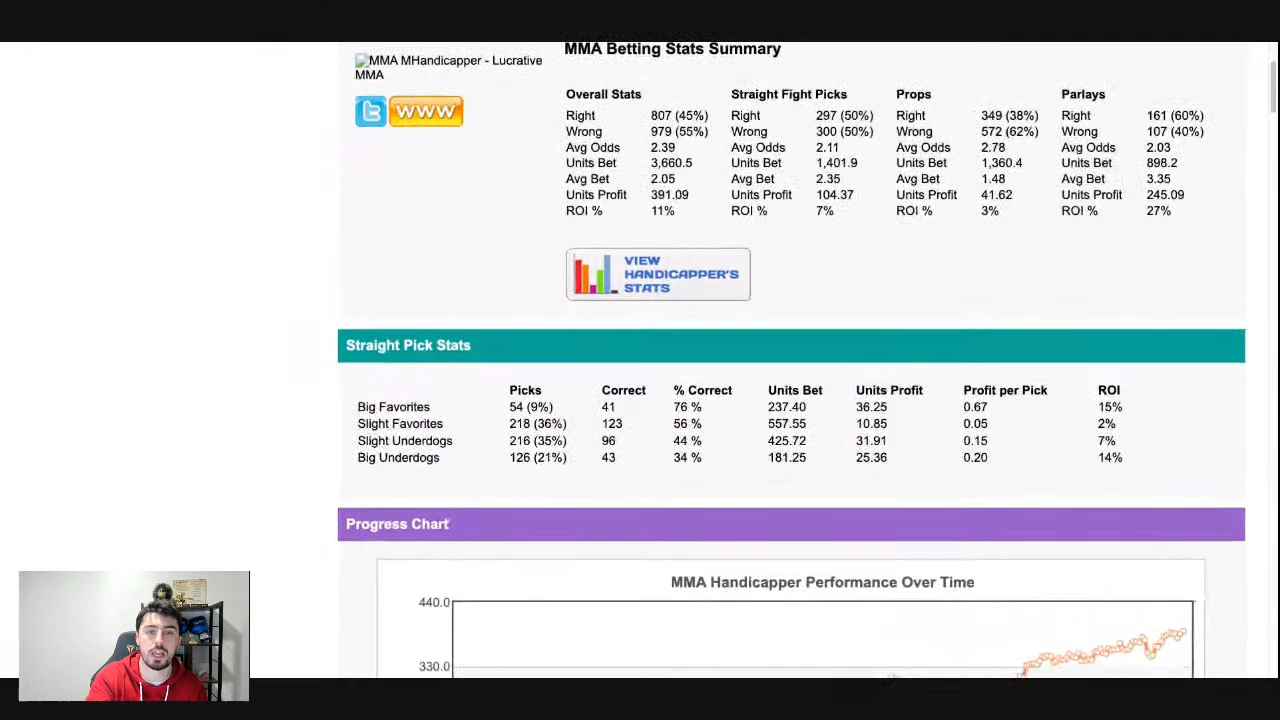 MMA MHandicapper - Lucrative
MMA
t WWW
MMA Betting Stats Summary
Overall Stats Straight Fight Picks Props Parlays
Right 807 (45%) Right 297 (50%) Right 349 (38%) Right 161 (60%)
Wrong 979 (55%) Wrong 300 (50%) Wrong 572 (62%) Wrong 107 (40%)
Avg Odds 2.39 Avg Odds 2.11 Avg Odds 2.78 Avg Odds 2.03
Units Bet 3,660.5 Units Bet 1,401.9 Units Bet 1,360.4 Units Bet 898.2
Avg Bet 2.05 Avg Bet 2.35 Avg Bet 1.48 Avg Bet 3.35
Units Profit 391.09 Units Profit 104.37 Units Profit 41.62 Units Profit 245.09
ROI % 11% ROI % 7% ROI % 3% ROI % 27%
VIEW
HANDICAPPER'S
STATS
Straight Pick Stats
Picks Correct % Correct Units Bet Units Profit Profit per Pick ROI
Big Favorites 54 (9%) 41 76 % 237.40 36.25 0.67 15%
Slight Favorites 218 (36%) 123 56 % 557.55 10.85 0.05 2%
Slight Underdogs 216 (35%) 96 44 % 425.72 31.91 0.15 7%
Big Underdogs 126 (21%) 43 34 % 181.25 25.36 0.20 14%
Progress Chart
MMA Handicapper Performance Over Time
440.0
330.0